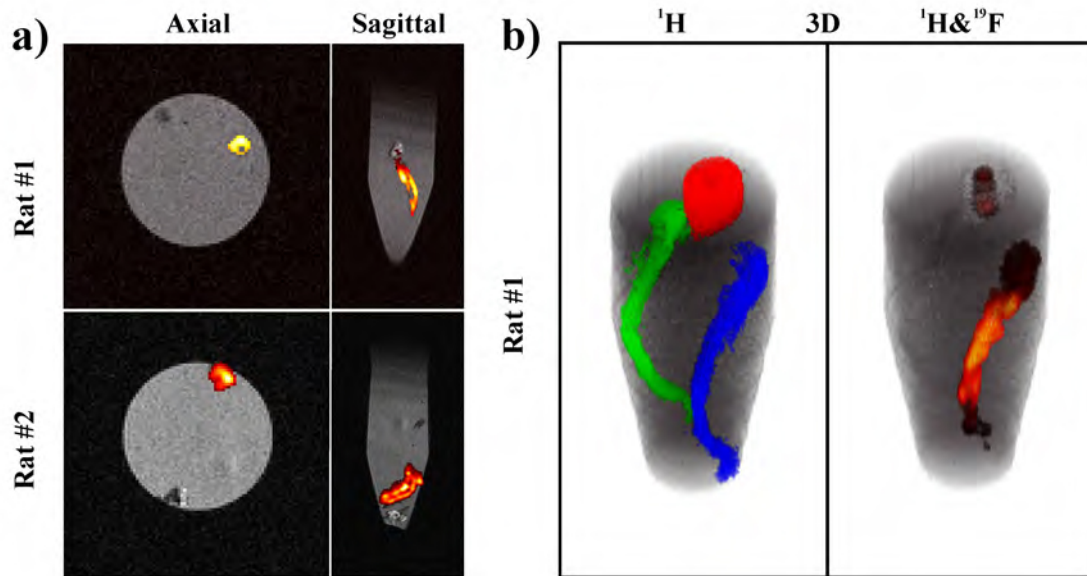 a)
Axial
Sagittal
Rat #1
Rat #2
b)
¹H
3D
¹H&¹⁹F
Rat #1